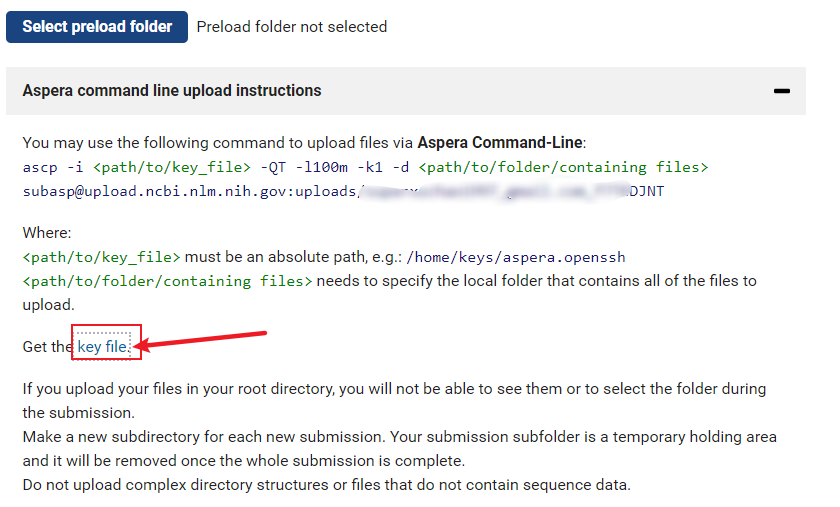 Select preload folder Preload folder not selected
Aspera command line upload instructions
You may use the following command to upload files via Aspera Command-Line:
ascp -i <path/to/key_file> -QT -l100m -k1 -d <path/to/folder/containing files>
subasp@upload.ncbi.nlm.nih.gov:uploads/ DJNT
Where:
<path/to/key_file> must be an absolute path, e.g.: /home/keys/aspera.openssh
<path/to/folder/containing files> needs to specify the local folder that contains all of the files to
upload.
Get the key file.
If you upload your files in your root directory, you will not be able to see them or to select the folder during
the submission.
Make a new subdirectory for each new submission. Your submission subfolder is a temporary holding area
and it will be removed once the whole submission is complete.
Do not upload complex directory structures or files that do not contain sequence data.